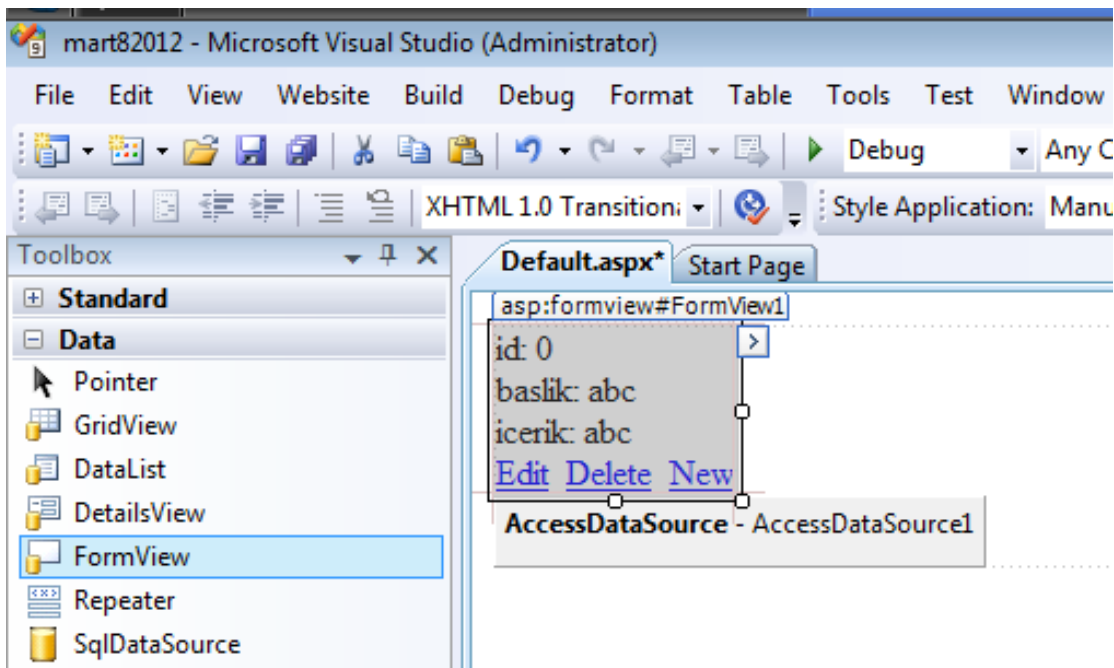 mart82012 - Microsoft Visual Studio (Administrator)
File Edit View Website Build Debug Format Table Tools Test Window
Debug Any C
XHTML 1.0 Transition Style Application: Manu
Toolbox
Default.aspx* Start Page
Standard
Data
Pointer
GridView
DataList
DetailsView
FormView
Repeater
SqlDataSource
asp:formview#FormView1
id: 0
baslik: abc
icerik: abc
Edit Delete New
AccessDataSource - AccessDataSource1